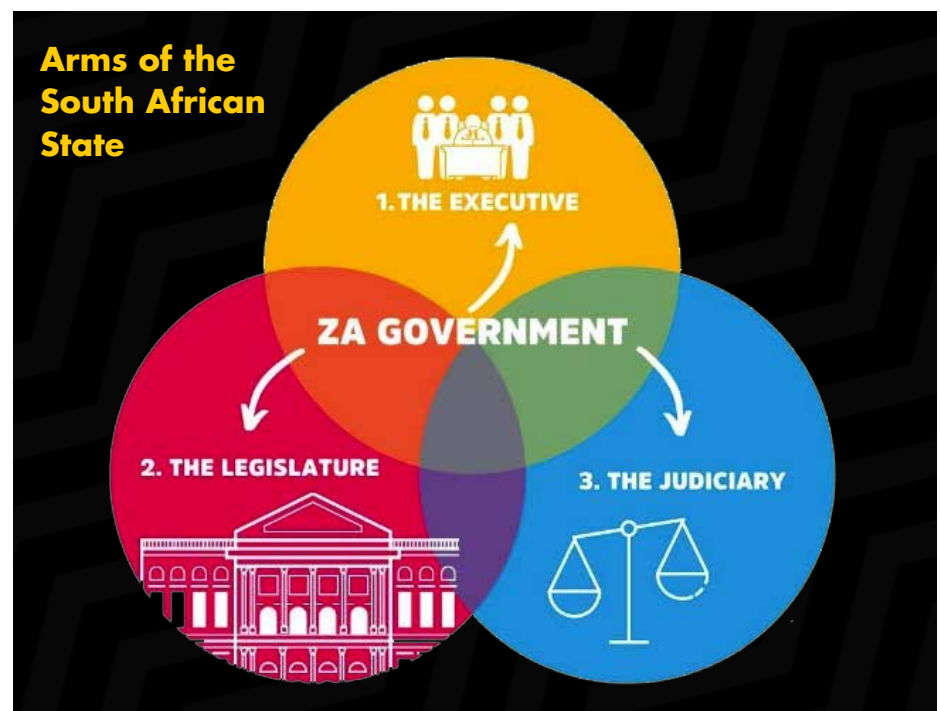 Arms of the
South African
State
1. THE EXECUTIVE
ZA GOVERNMENT
2. THE LEGISLATURE
3. THE JUDICIARY